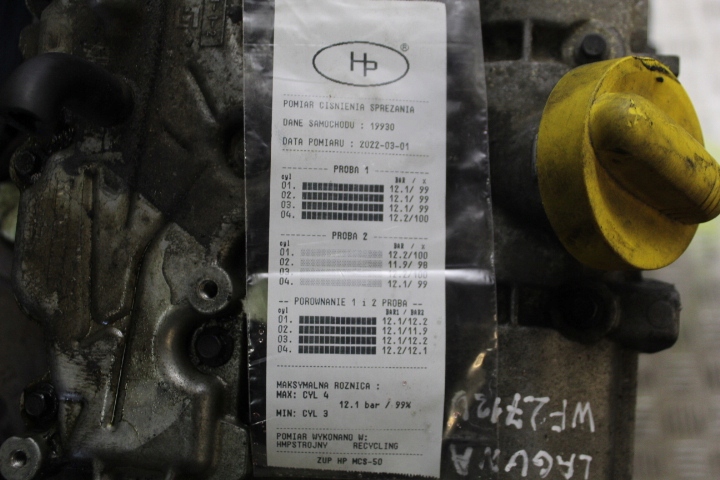 HP ®
POMIAR CISNIENIA SPREZANIA
DANE SAMOCHODU : 19930
DATA POMIARU : 2022-03-01
PROBA 1
cyl BAR / %
01. 12.1/ 99
02. 12.1/ 99
03. 12.1/ 99
04. 12.2/100
PROBA 2
cyl BAR / %
01. 12.2/100
02. 11.9/ 98
03. 12.2/100
04. 12.1/ 99
-- POROWNANIE 1 i 2 PROBA --
cyl BAR1 / BAR2
01. 12.1/12.2
02. 12.1/11.9
03. 12.1/12.2
04. 12.2/12.1
MAKSYMALNA ROZNICA :
MAX: CYL 4
12.1 bar / 99%
MIN: CYL 3
POMIAR WYKONANO W:
HMPSTROJNY RECYCLING
ZUP HP MCS-50
LAGUNA